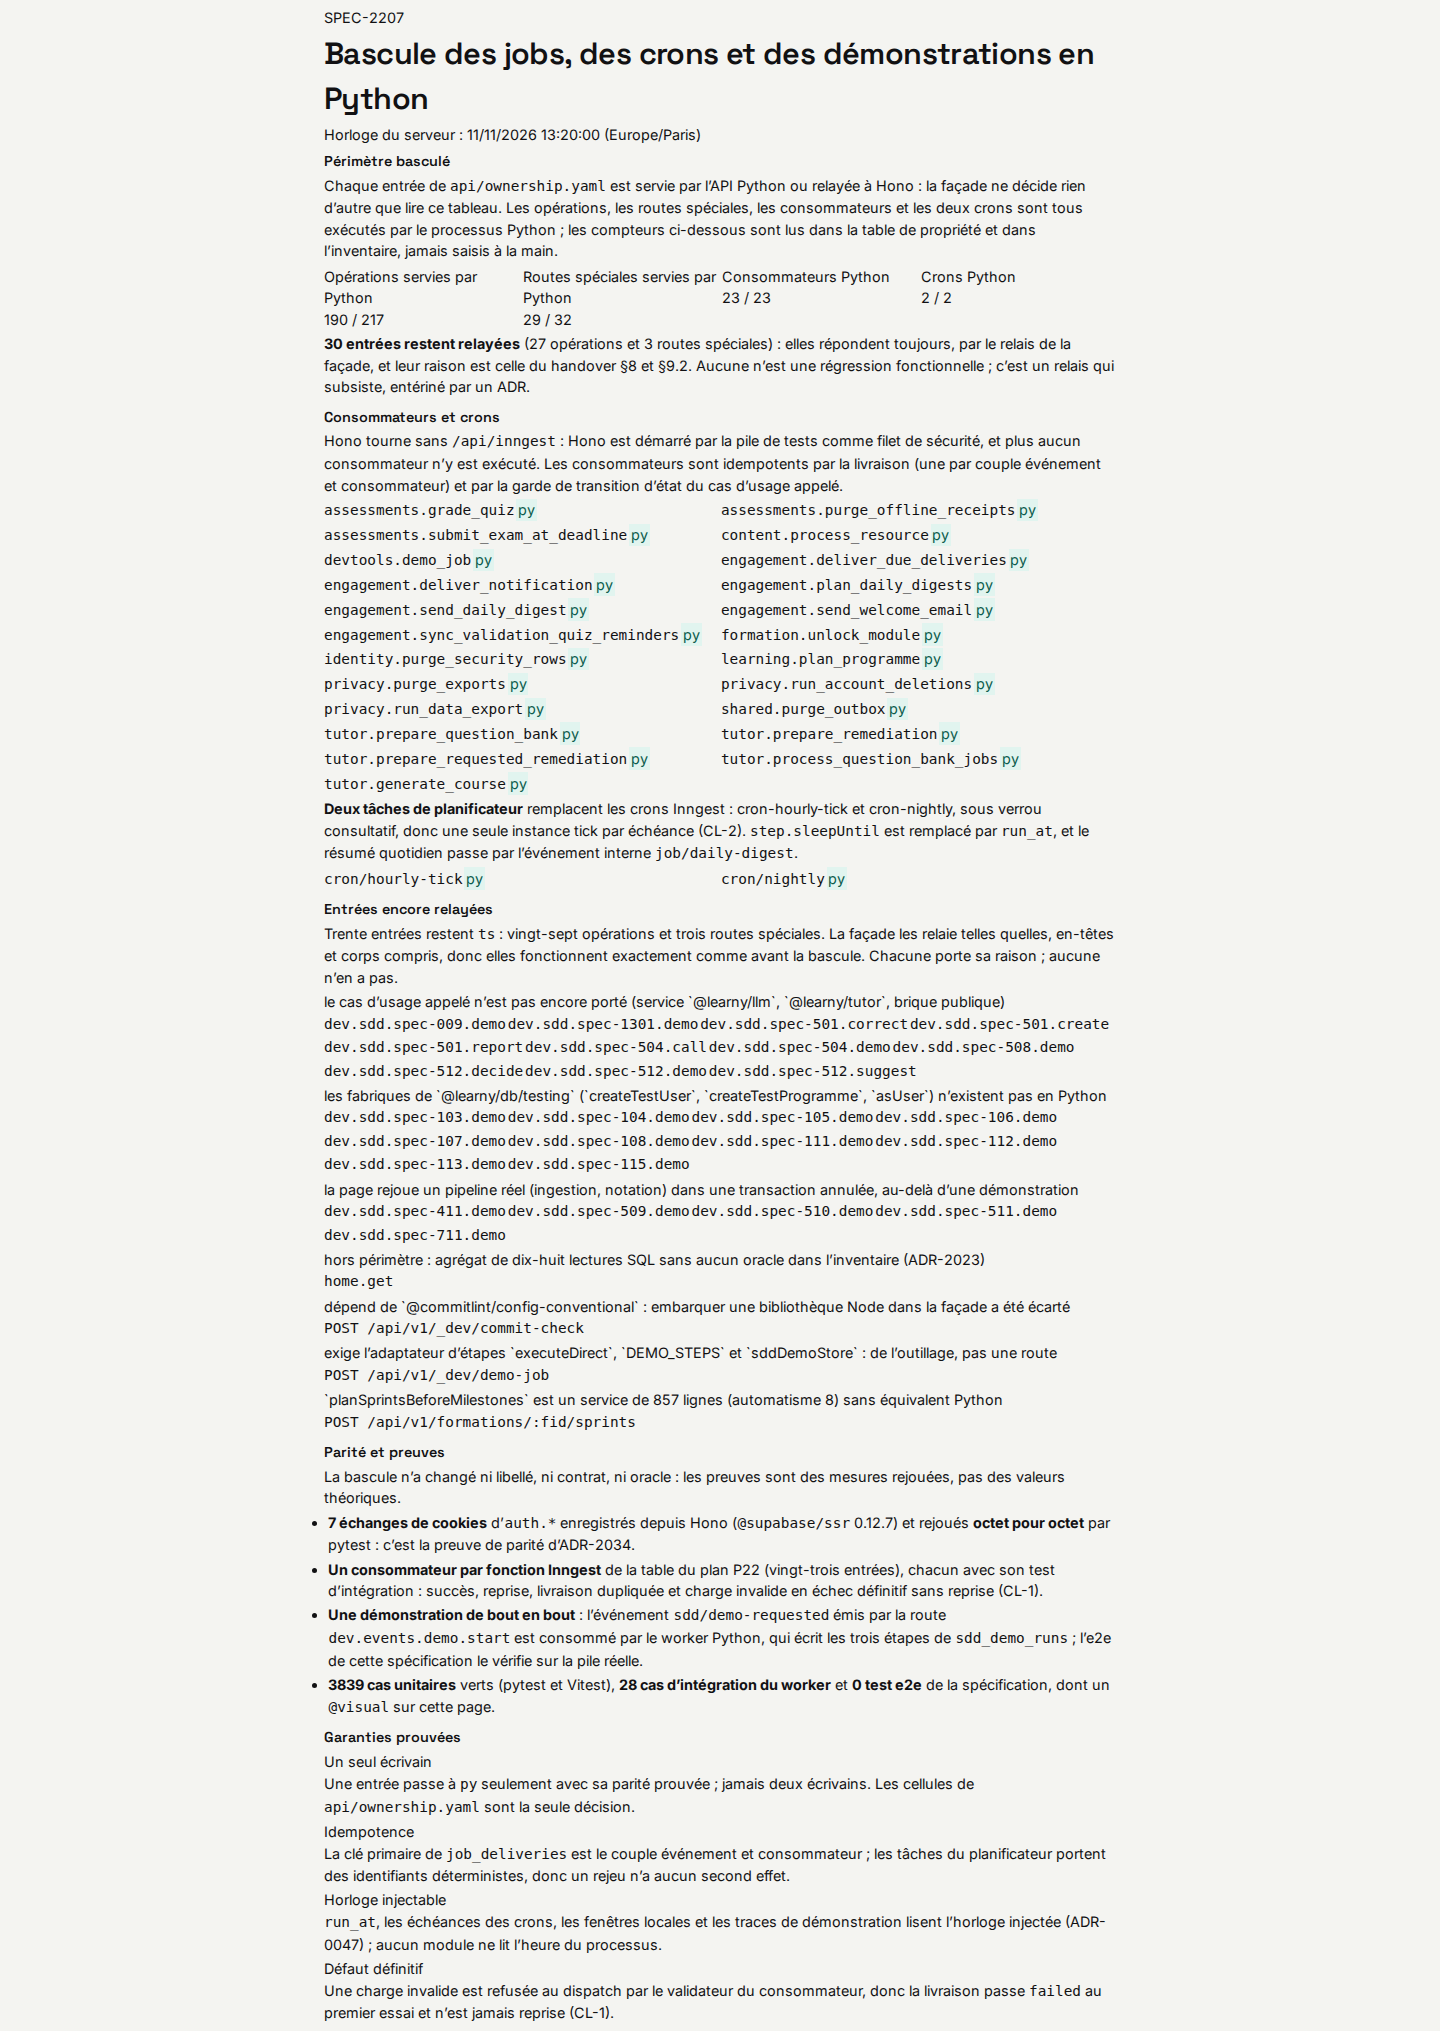 SPEC-2207
Bascule des jobs, des crons et des démonstrations en
Python
Horloge du serveur : 11/11/2026 13:20:00 (Europe/Paris)
Périmètre basculé
Chaque entrée de api/ownership.yaml est servie par l’API Python ou relayée à Hono : la façade ne décide rien
d’autre que lire ce tableau. Les opérations, les routes spéciales, les consommateurs et les deux crons sont tous
exécutés par le processus Python ; les compteurs ci-dessous sont lus dans la table de propriété et dans
l’inventaire, jamais saisis à la main.
Opérations servies par
Python
190 / 217
Routes spéciales servies par
Python
29 / 32
Consommateurs Python
23 / 23
Crons Python
2 / 2
30 entrées restent relayées (27 opérations et 3 routes spéciales) : elles répondent toujours, par le relais de la
façade, et leur raison est celle du handover §8 et §9.2. Aucune n’est une régression fonctionnelle ; c’est un relais qui
subsiste, entériné par un ADR.
Consommateurs et crons
Hono tourne sans /api/inngest : Hono est démarré par la pile de tests comme filet de sécurité, et plus aucun
consommateur n’y est exécuté. Les consommateurs sont idempotents par la livraison (une par couple événement
et consommateur) et par la garde de transition d’état du cas d’usage appelé.
assessments.grade_quiz py assessments.purge_offline_receipts py
assessments.submit_exam_at_deadline py content.process_resource py
devtools.demo_job py engagement.deliver_due_deliveries py
engagement.deliver_notification py engagement.plan_daily_digests py
engagement.send_daily_digest py engagement.send_welcome_email py
engagement.sync_validation_quiz_reminders py formation.unlock_module py
identity.purge_security_rows py learning.plan_programme py
privacy.purge_exports py privacy.run_account_deletions py
privacy.run_data_export py shared.purge_outbox py
tutor.prepare_question_bank py tutor.prepare_remediation py
tutor.prepare_requested_remediation py tutor.process_question_bank_jobs py
tutor.generate_course py
Deux tâches de planificateur remplacent les crons Inngest : cron-hourly-tick et cron-nightly, sous verrou
consultatif, donc une seule instance tick par échéance (CL-2). step.sleepUntil est remplacé par run_at, et le
résumé quotidien passe par l’événement interne job/daily-digest.
cron/hourly-tick py cron/nightly py
Entrées encore relayées
Trente entrées restent ts : vingt-sept opérations et trois routes spéciales. La façade les relaie telles quelles, en-têtes
et corps compris, donc elles fonctionnent exactement comme avant la bascule. Chacune porte sa raison ; aucune
n’en a pas.
le cas d’usage appelé n’est pas encore porté (service `@learny/llm`, `@learny/tutor`, brique publique)
dev.sdd.spec-009.demo dev.sdd.spec-1301.demo dev.sdd.spec-501.correct dev.sdd.spec-501.create
dev.sdd.spec-501.report dev.sdd.spec-504.call dev.sdd.spec-504.demo dev.sdd.spec-508.demo
dev.sdd.spec-512.decide dev.sdd.spec-512.demo dev.sdd.spec-512.suggest
les fabriques de `@learny/db/testing` (`createTestUser`, `createTestProgramme`, `asUser`) n’existent pas en Python
dev.sdd.spec-103.demo dev.sdd.spec-104.demo dev.sdd.spec-105.demo dev.sdd.spec-106.demo
dev.sdd.spec-107.demo dev.sdd.spec-108.demo dev.sdd.spec-111.demo dev.sdd.spec-112.demo
dev.sdd.spec-113.demo dev.sdd.spec-115.demo
la page rejoue un pipeline réel (ingestion, notation) dans une transaction annulée, au-delà d’une démonstration
dev.sdd.spec-411.demo dev.sdd.spec-509.demo dev.sdd.spec-510.demo dev.sdd.spec-511.demo
dev.sdd.spec-711.demo
hors périmètre : agrégat de dix-huit lectures SQL sans aucun oracle dans l’inventaire (ADR-2023)
home.get
dépend de `@commitlint/config-conventional` : embarquer une bibliothèque Node dans la façade a été écarté
POST /api/v1/_dev/commit-check
exige l’adaptateur d’étapes `executeDirect`, `DEMO_STEPS` et `sddDemoStore` : de l’outillage, pas une route
POST /api/v1/_dev/demo-job
`planSprintsBeforeMilestones` est un service de 857 lignes (automatisme 8) sans équivalent Python
POST /api/v1/formations/:fid/sprints
Parité et preuves
La bascule n’a changé ni libellé, ni contrat, ni oracle : les preuves sont des mesures rejouées, pas des valeurs
théoriques.
• 7 échanges de cookies d’auth.* enregistrés depuis Hono (@supabase/ssr 0.12.7) et rejoués octet pour octet par
pytest : c’est la preuve de parité d’ADR-2034.
• Un consommateur par fonction Inngest de la table du plan P22 (vingt-trois entrées), chacun avec son test
d’intégration : succès, reprise, livraison dupliquée et charge invalide en échec définitif sans reprise (CL-1).
• Une démonstration de bout en bout : l’événement sdd/demo-requested émis par la route
dev.events.demo.start est consommé par le worker Python, qui écrit les trois étapes de sdd_demo_runs ; l’e2e
de cette spécification le vérifie sur la pile réelle.
• 3839 cas unitaires verts (pytest et Vitest), 28 cas d’intégration du worker et 0 test e2e de la spécification, dont un
@visual sur cette page.
Garanties prouvées
Un seul écrivain
Une entrée passe à py seulement avec sa parité prouvée ; jamais deux écrivains. Les cellules de
api/ownership.yaml sont la seule décision.
Idempotence
La clé primaire de job_deliveries est le couple événement et consommateur ; les tâches du planificateur portent
des identifiants déterministes, donc un rejeu n’a aucun second effet.
Horloge injectable
run_at, les échéances des crons, les fenêtres locales et les traces de démonstration lisent l’horloge injectée (ADR-
0047) ; aucun module ne lit l’heure du processus.
Défaut définitif
Une charge invalide est refusée au dispatch par le validateur du consommateur, donc la livraison passe failed au
premier essai et n’est jamais reprise (CL-1).